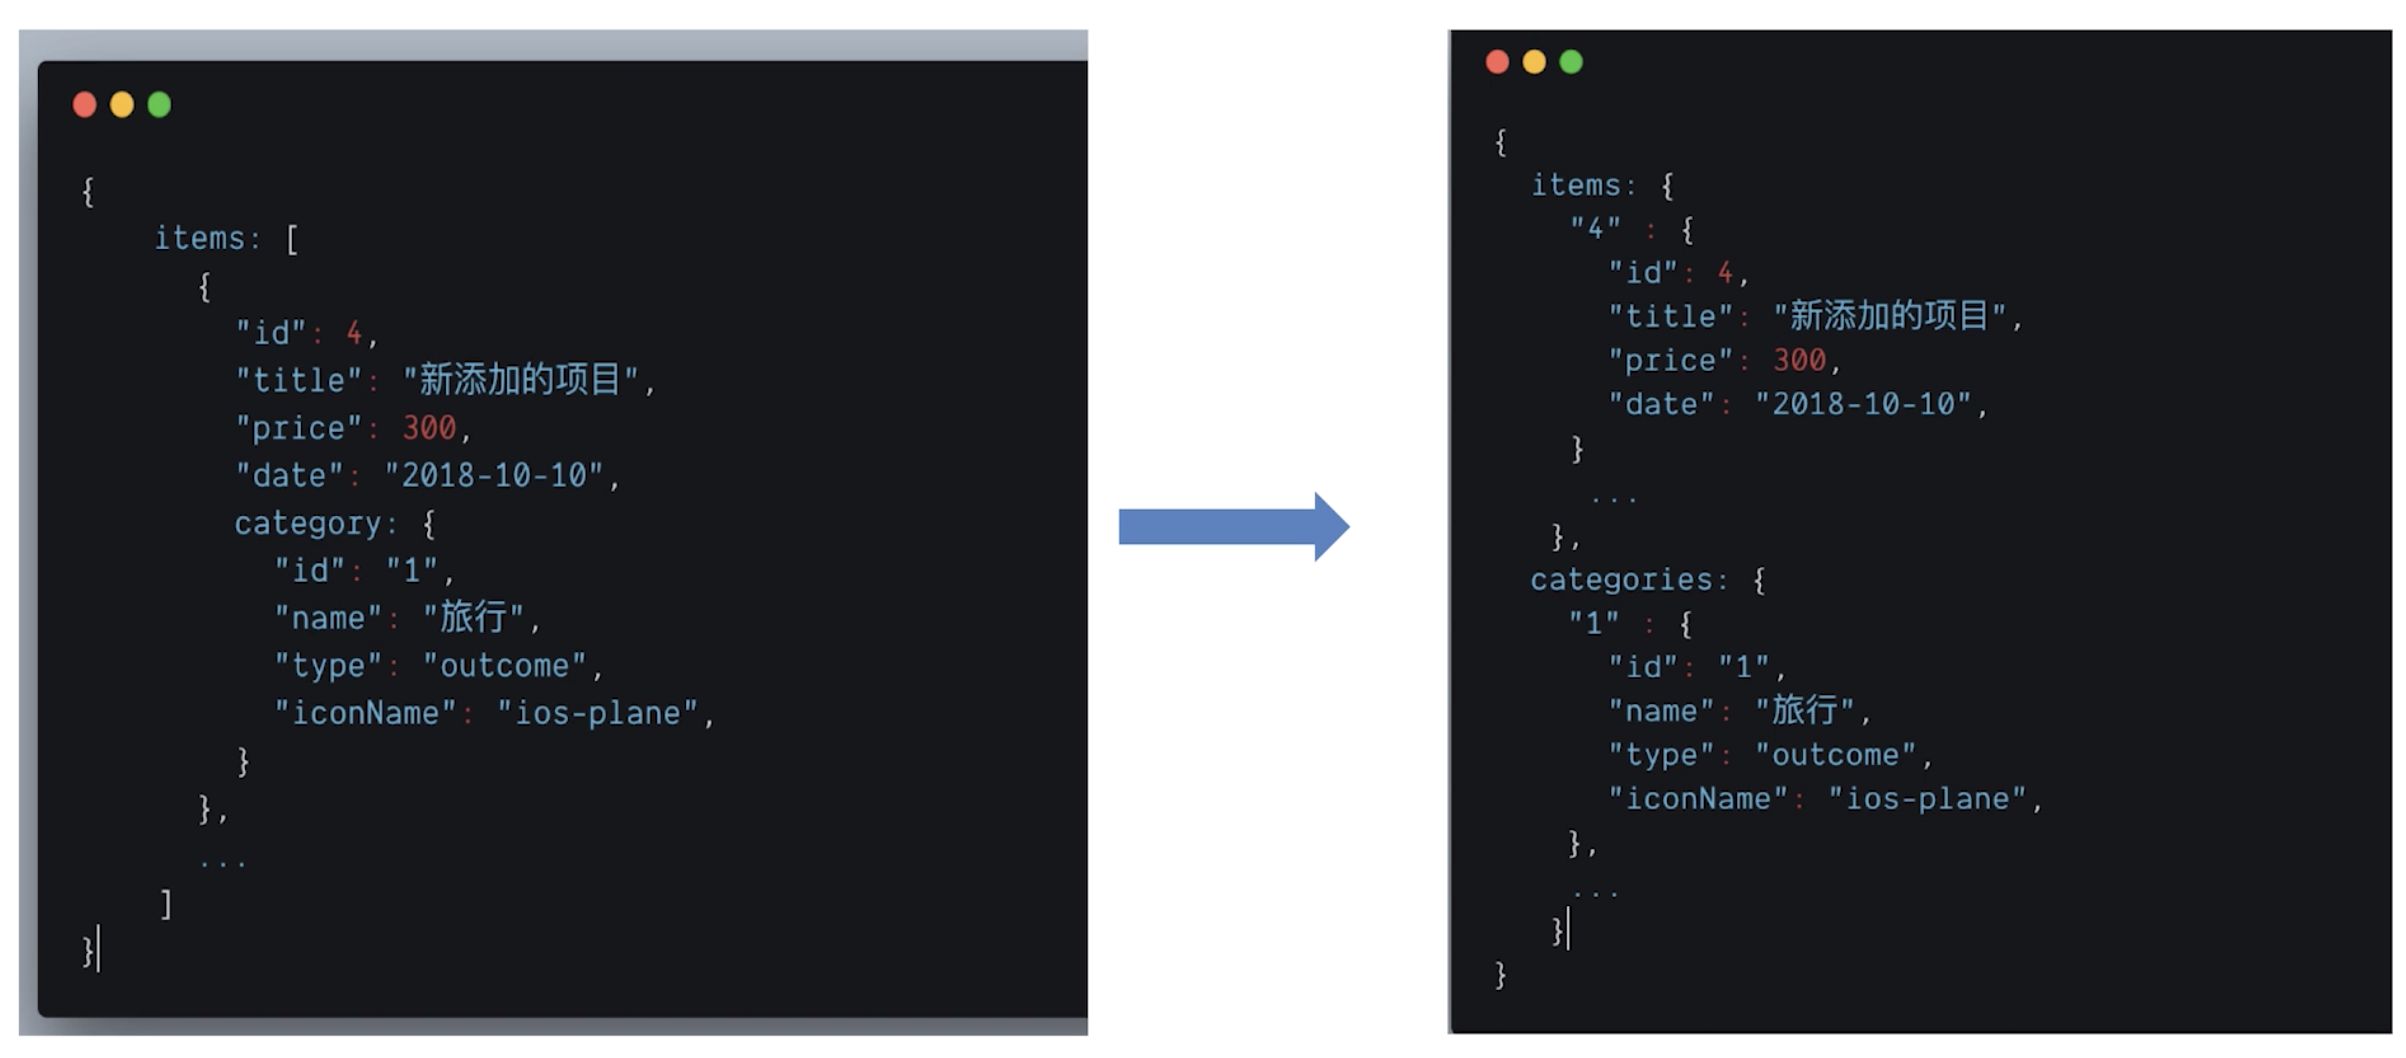 {
items: [
{
"id": 4,
"title": "新添加的项目",
"price": 300,
"date": "2018-10-10",
category: {
"id": "1",
"name": "旅行",
"type": "outcome",
"iconName": "ios-plane",
}
},
...
]
}
{
items: {
"4" : {
"id": 4,
"title": "新添加的项目",
"price": 300,
"date": "2018-10-10",
}
...
},
categories: {
"1" : {
"id": "1",
"name": "旅行",
"type": "outcome",
"iconName": "ios-plane",
},
...
}
}